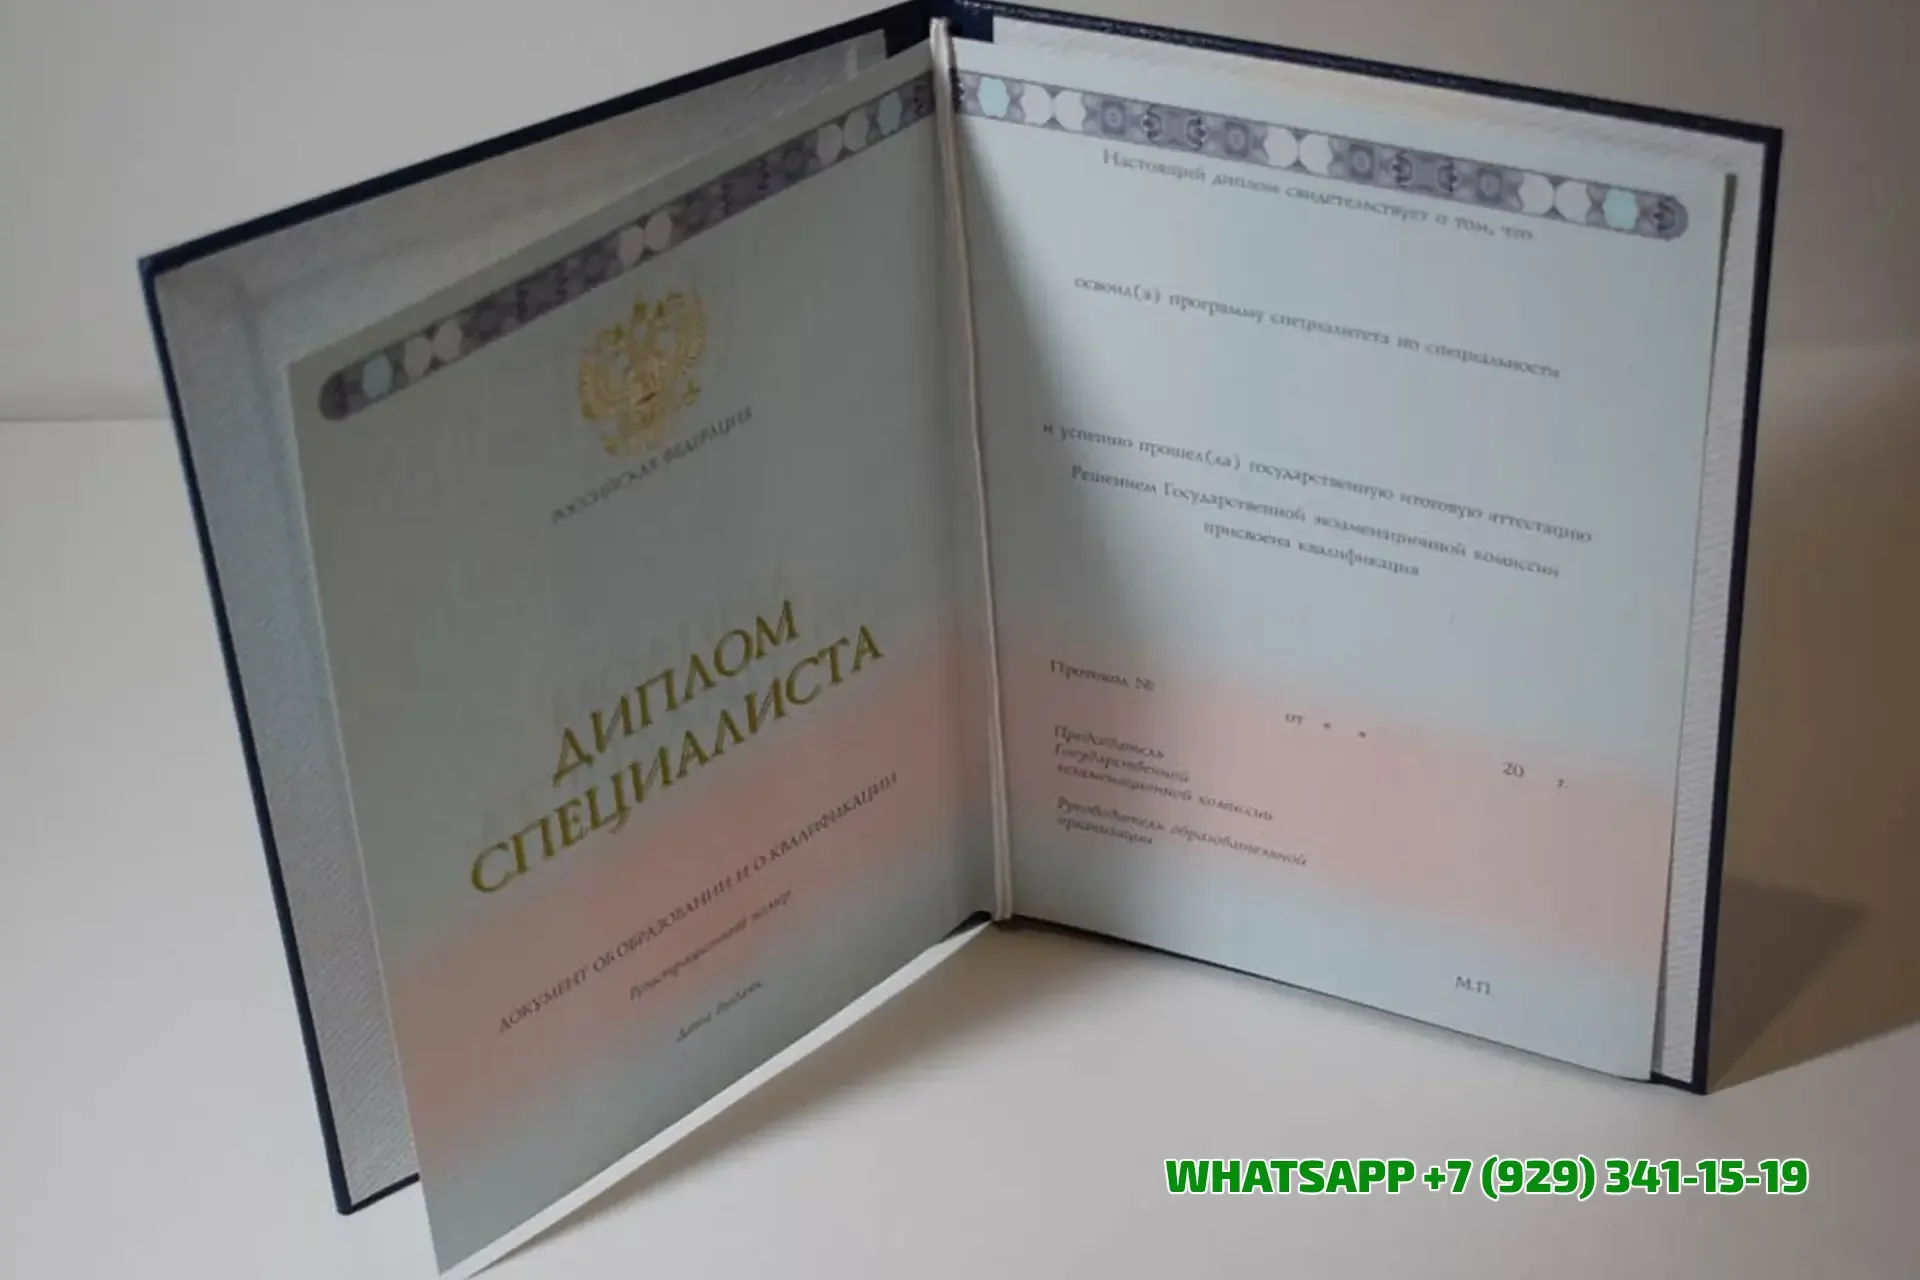 РОССИЙСКАЯ ФЕДЕРАЦИЯ
ДИПЛОМ
СПЕЦИАЛИСТА
ДОКУМЕНТ ОБ ОБРАЗОВАНИИ И О КВАЛИФИКАЦИИ
Регистрационный номер
Дата выдачи
Настоящий диплом свидетельствует о том, что
освоил(а) программу специалитета по специальности
и успешно прошел(ла) государственную итоговую аттестацию
Решением Государственной экзаменационной комиссии
присвоена квалификация
Протокол №
от « » 20 г.
Председатель
Государственной
экзаменационной комиссии
Руководитель образовательной
организации
М.П.
WHATSAPP +7 (929) 341-15-19